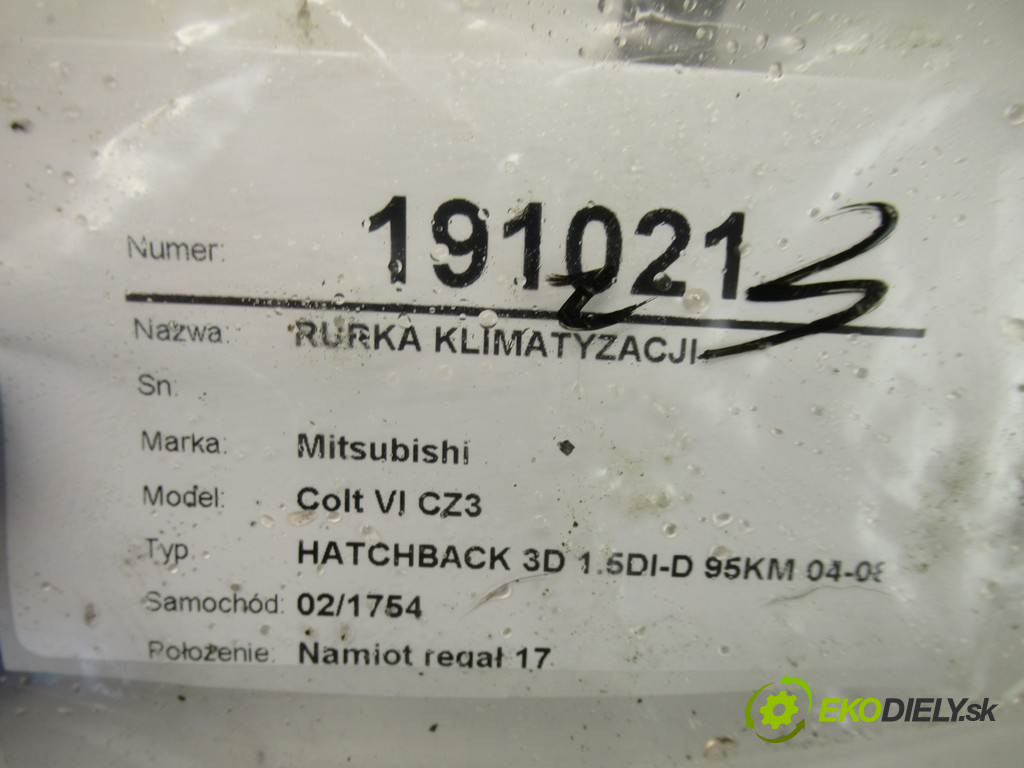 Numer: 191021 3
Nazwa: RURKA KLIMATYZACJI
Sn:
Marka: Mitsubishi
Model: Colt VI CZ3
Typ: HATCHBACK 3D 1.5DI-D 95KM 04-08
Samochód: 02/1754
Położenie: Namiot regał 17
EKODIELY.sk